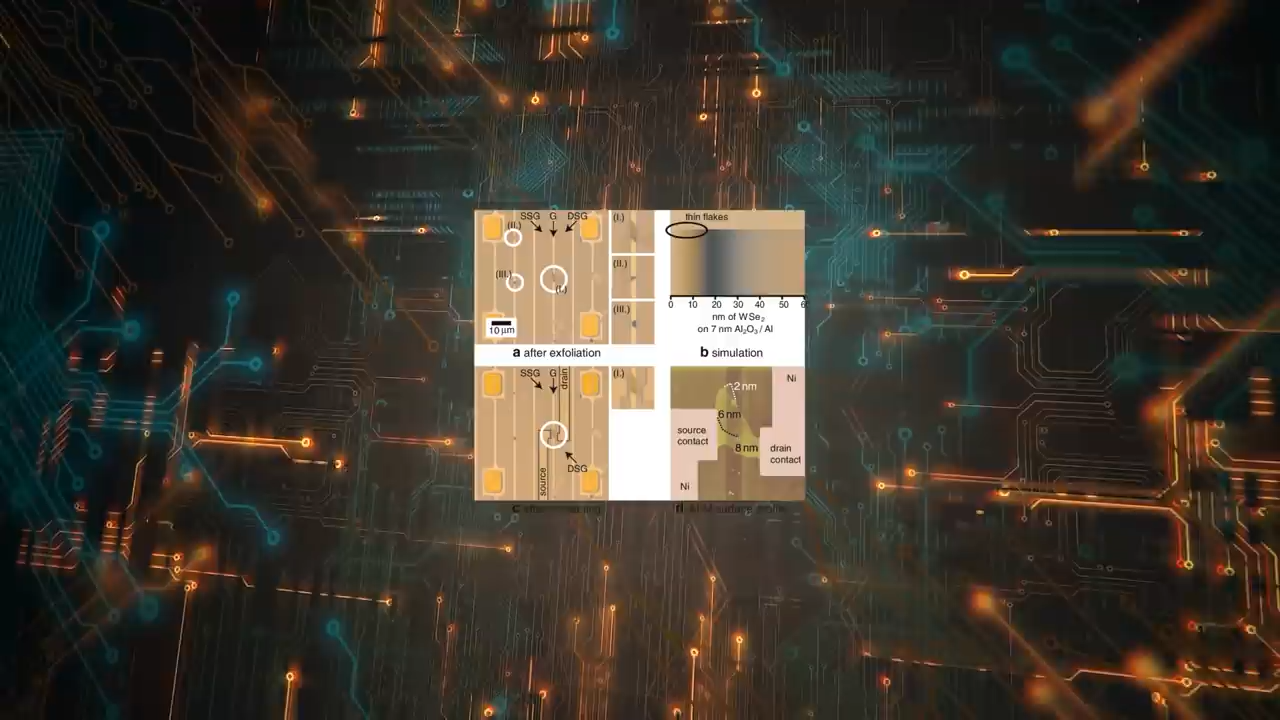 SSG G DSG
(II.)
(III.)
(I.)
10 µm
(I.)
(II.)
(III.)
a after exfoliation
thin flakes
0 10 20 30 40 50
nm of WSe2
on 7 nm Al2O3 / Al
b simulation
SSG G drain
DSG
source
(I.)
Ni
2 nm
6 nm
8 nm
source
contact
drain
contact
Ni